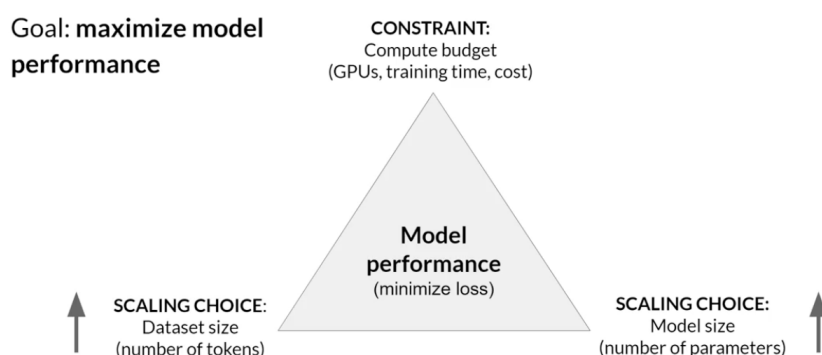 Goal: maximize model
performance
CONSTRAINT:
Compute budget
(GPUs, training time, cost)
Model
performance
(minimize loss)
SCALING CHOICE:
Dataset size
(number of tokens)
SCALING CHOICE:
Model size
(number of parameters)